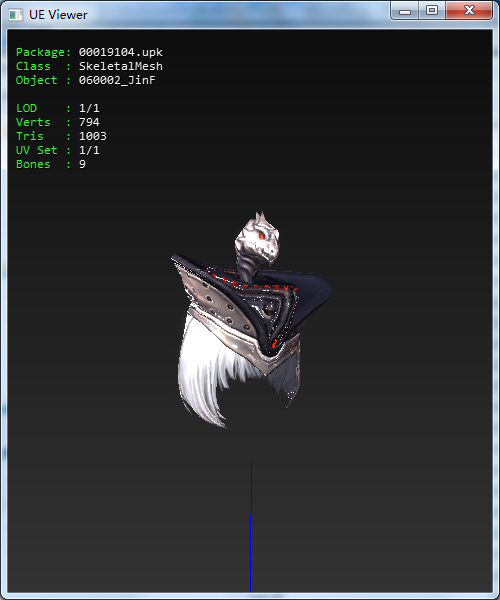 UE Viewer
Package: 00019104.upk
Class : SkeletalMesh
Object : 060002_JinF
LOD : 1/1
Verts : 794
Tris : 1003
UV Set : 1/1
Bones : 9